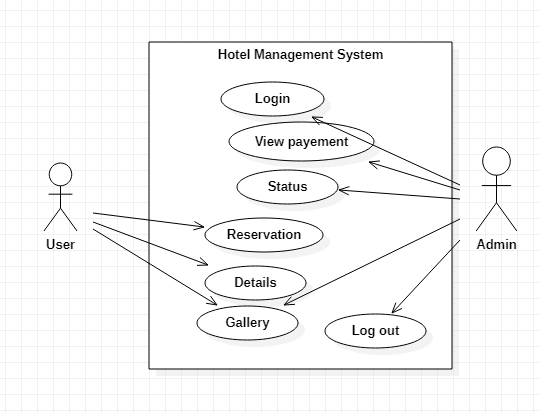 Hotel Management System
Login
View payement
Status
Reservation
User
Admin
Details
Gallery
Log out